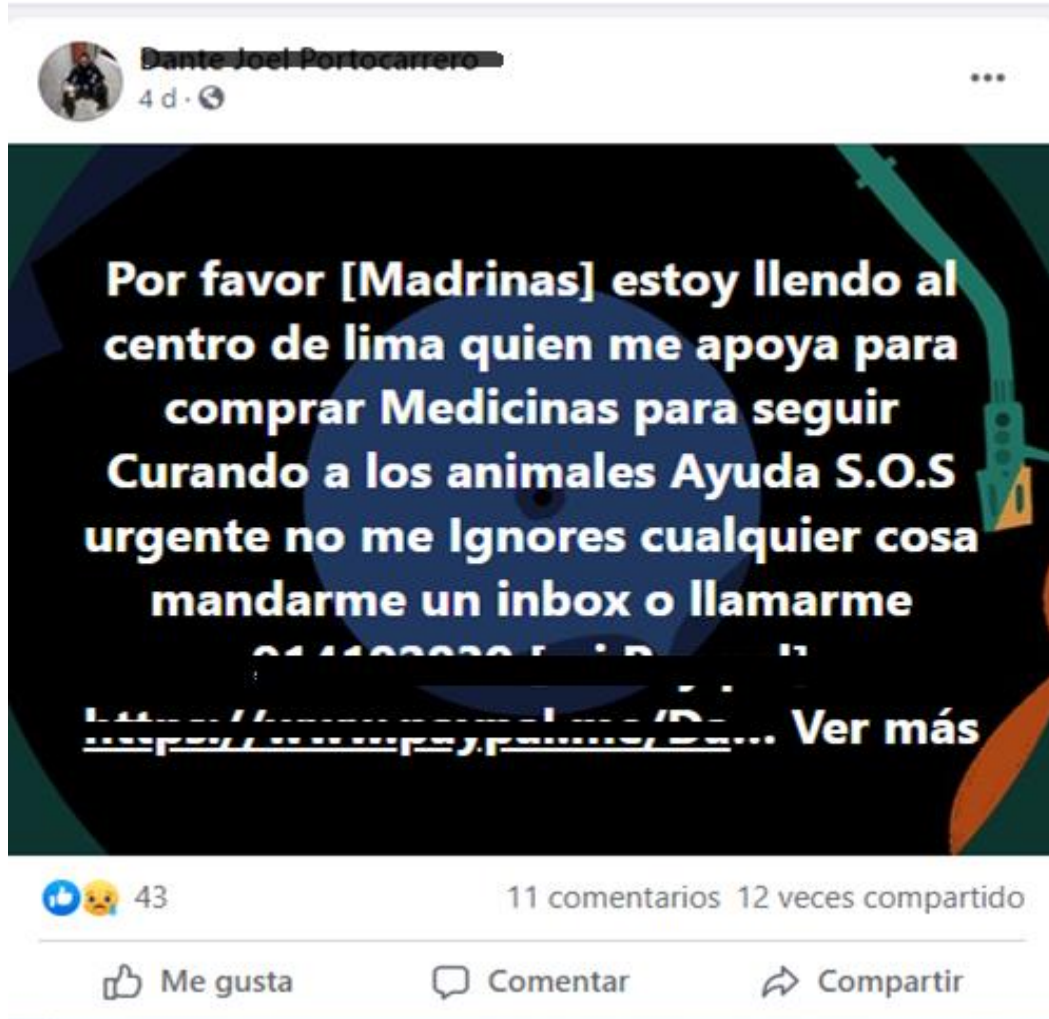 4 d
Por favor [Madrinas] estoy llendo al
centro de lima quien me apoya para
comprar Medicinas para seguir
Curando a los animales Ayuda S.O.S
urgente no me Ignores cualquier cosa
mandarme un inbox o llamarme
... Ver más
43
11 comentarios 12 veces compartido
Me gusta Comentar Compartir